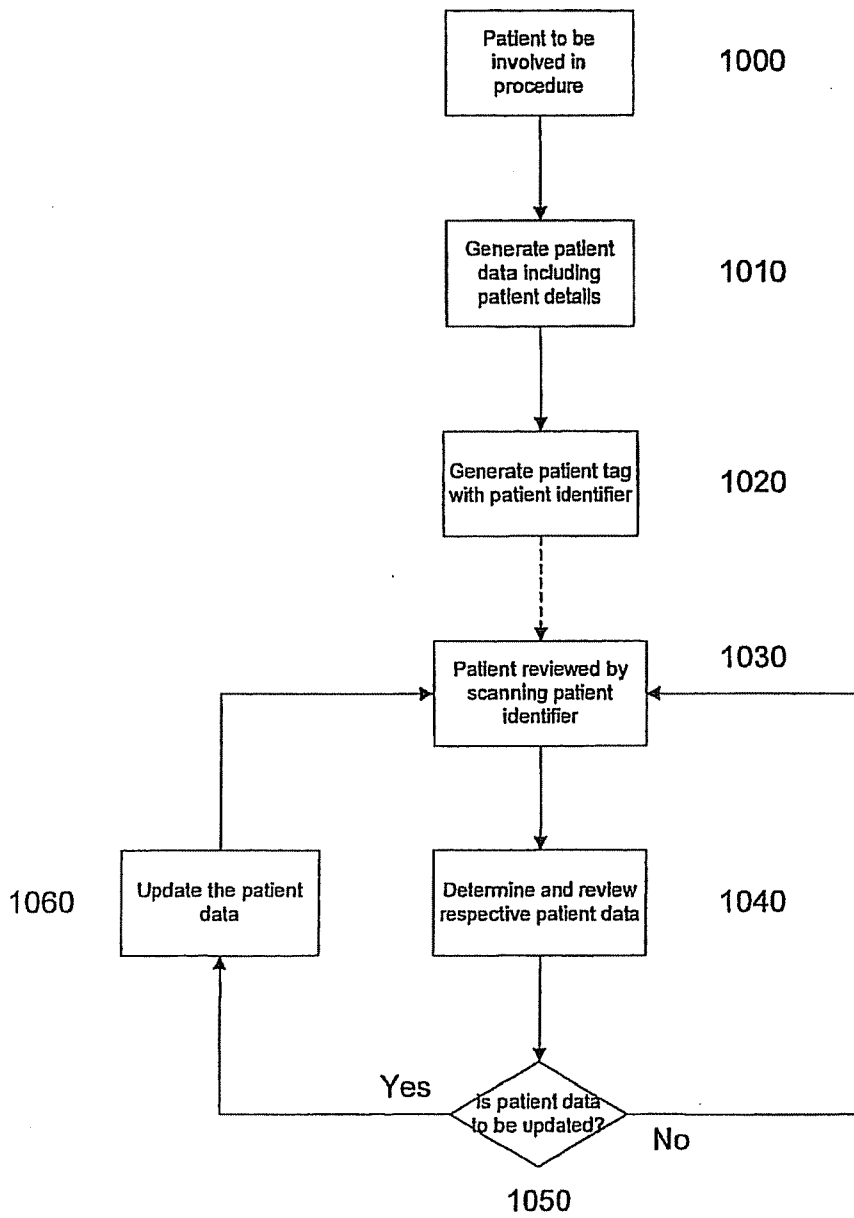 Patient to be
involved in
procedure
1000
Generate patient
data including
patient details
1010
Generate patient tag
with patient identifier
1020
Patient reviewed by
scanning patient
identifier
1030
Update the patient
data
1060
Determine and review
respective patient data
1040
Is patient data
to be updated?
Yes
No
1050